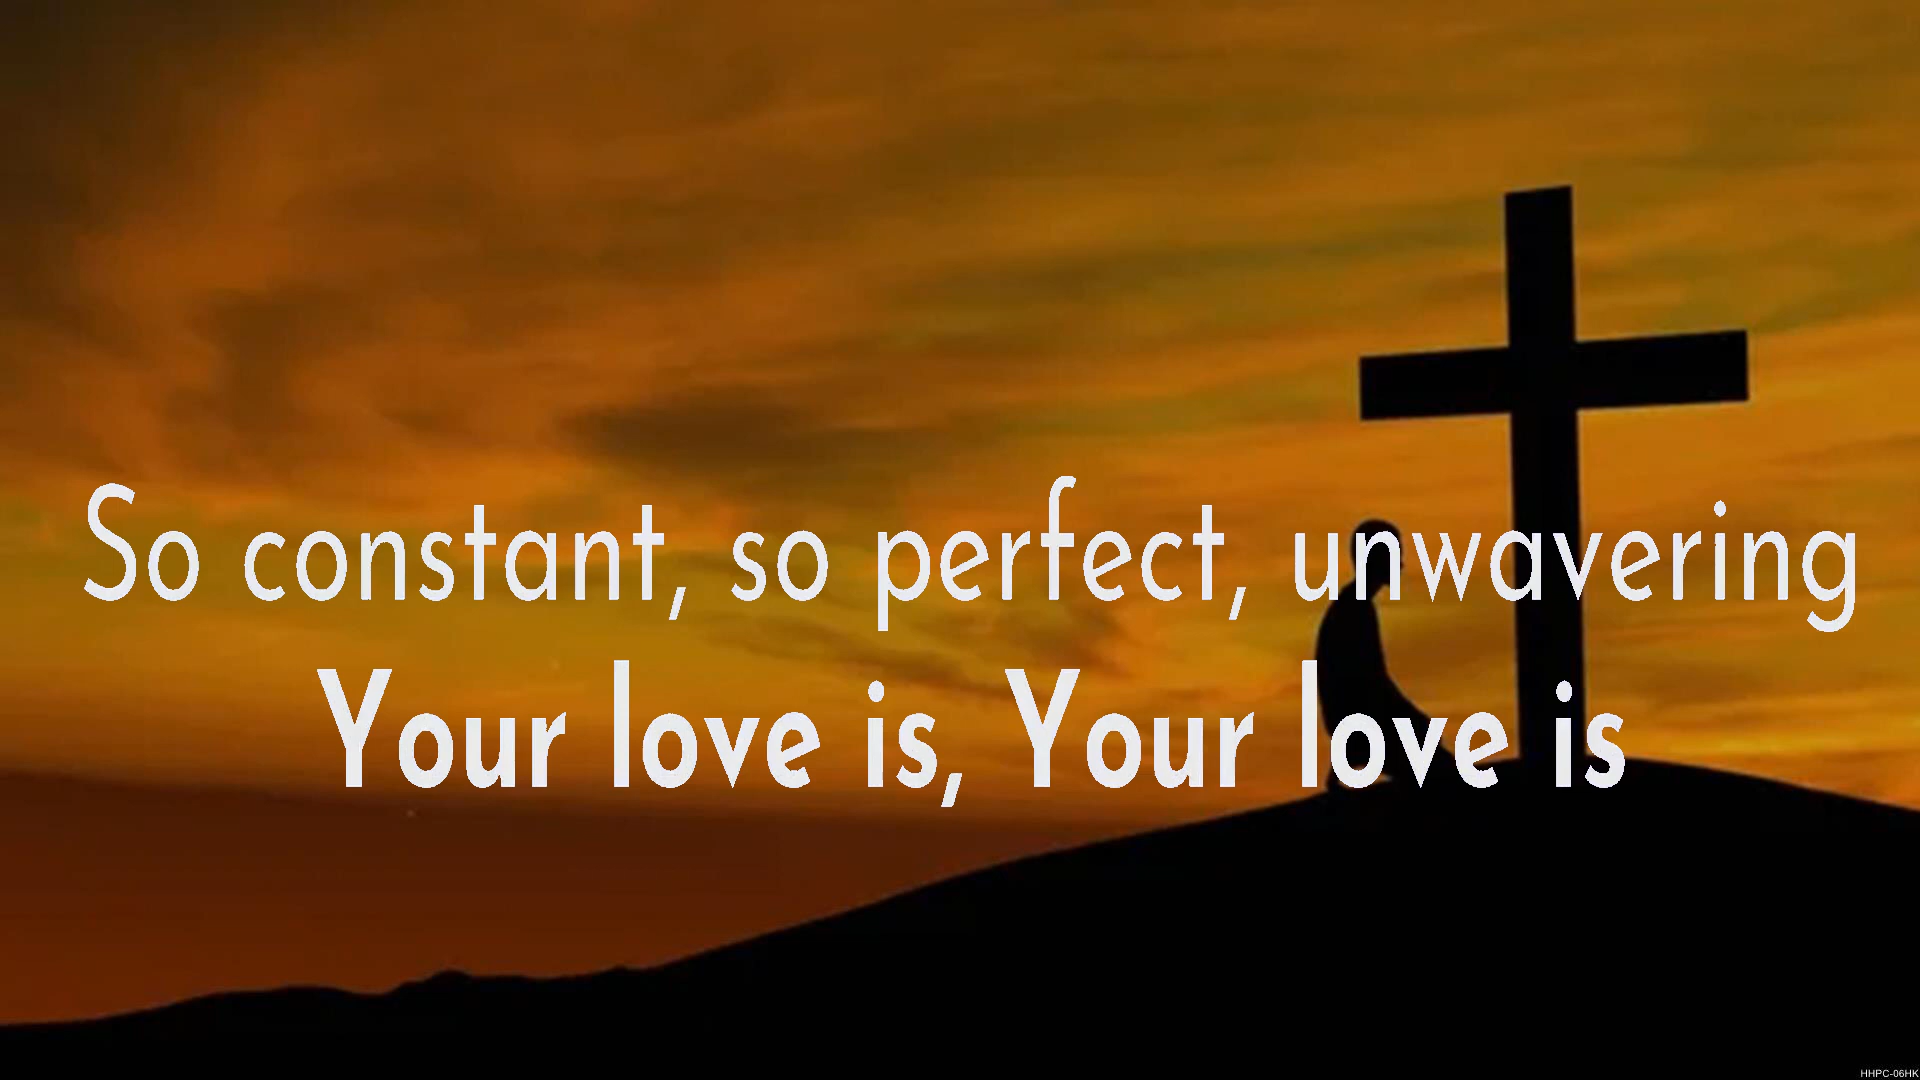 So constant, so perfect, unwavering
Your love is, Your love is
HHPC-06HK